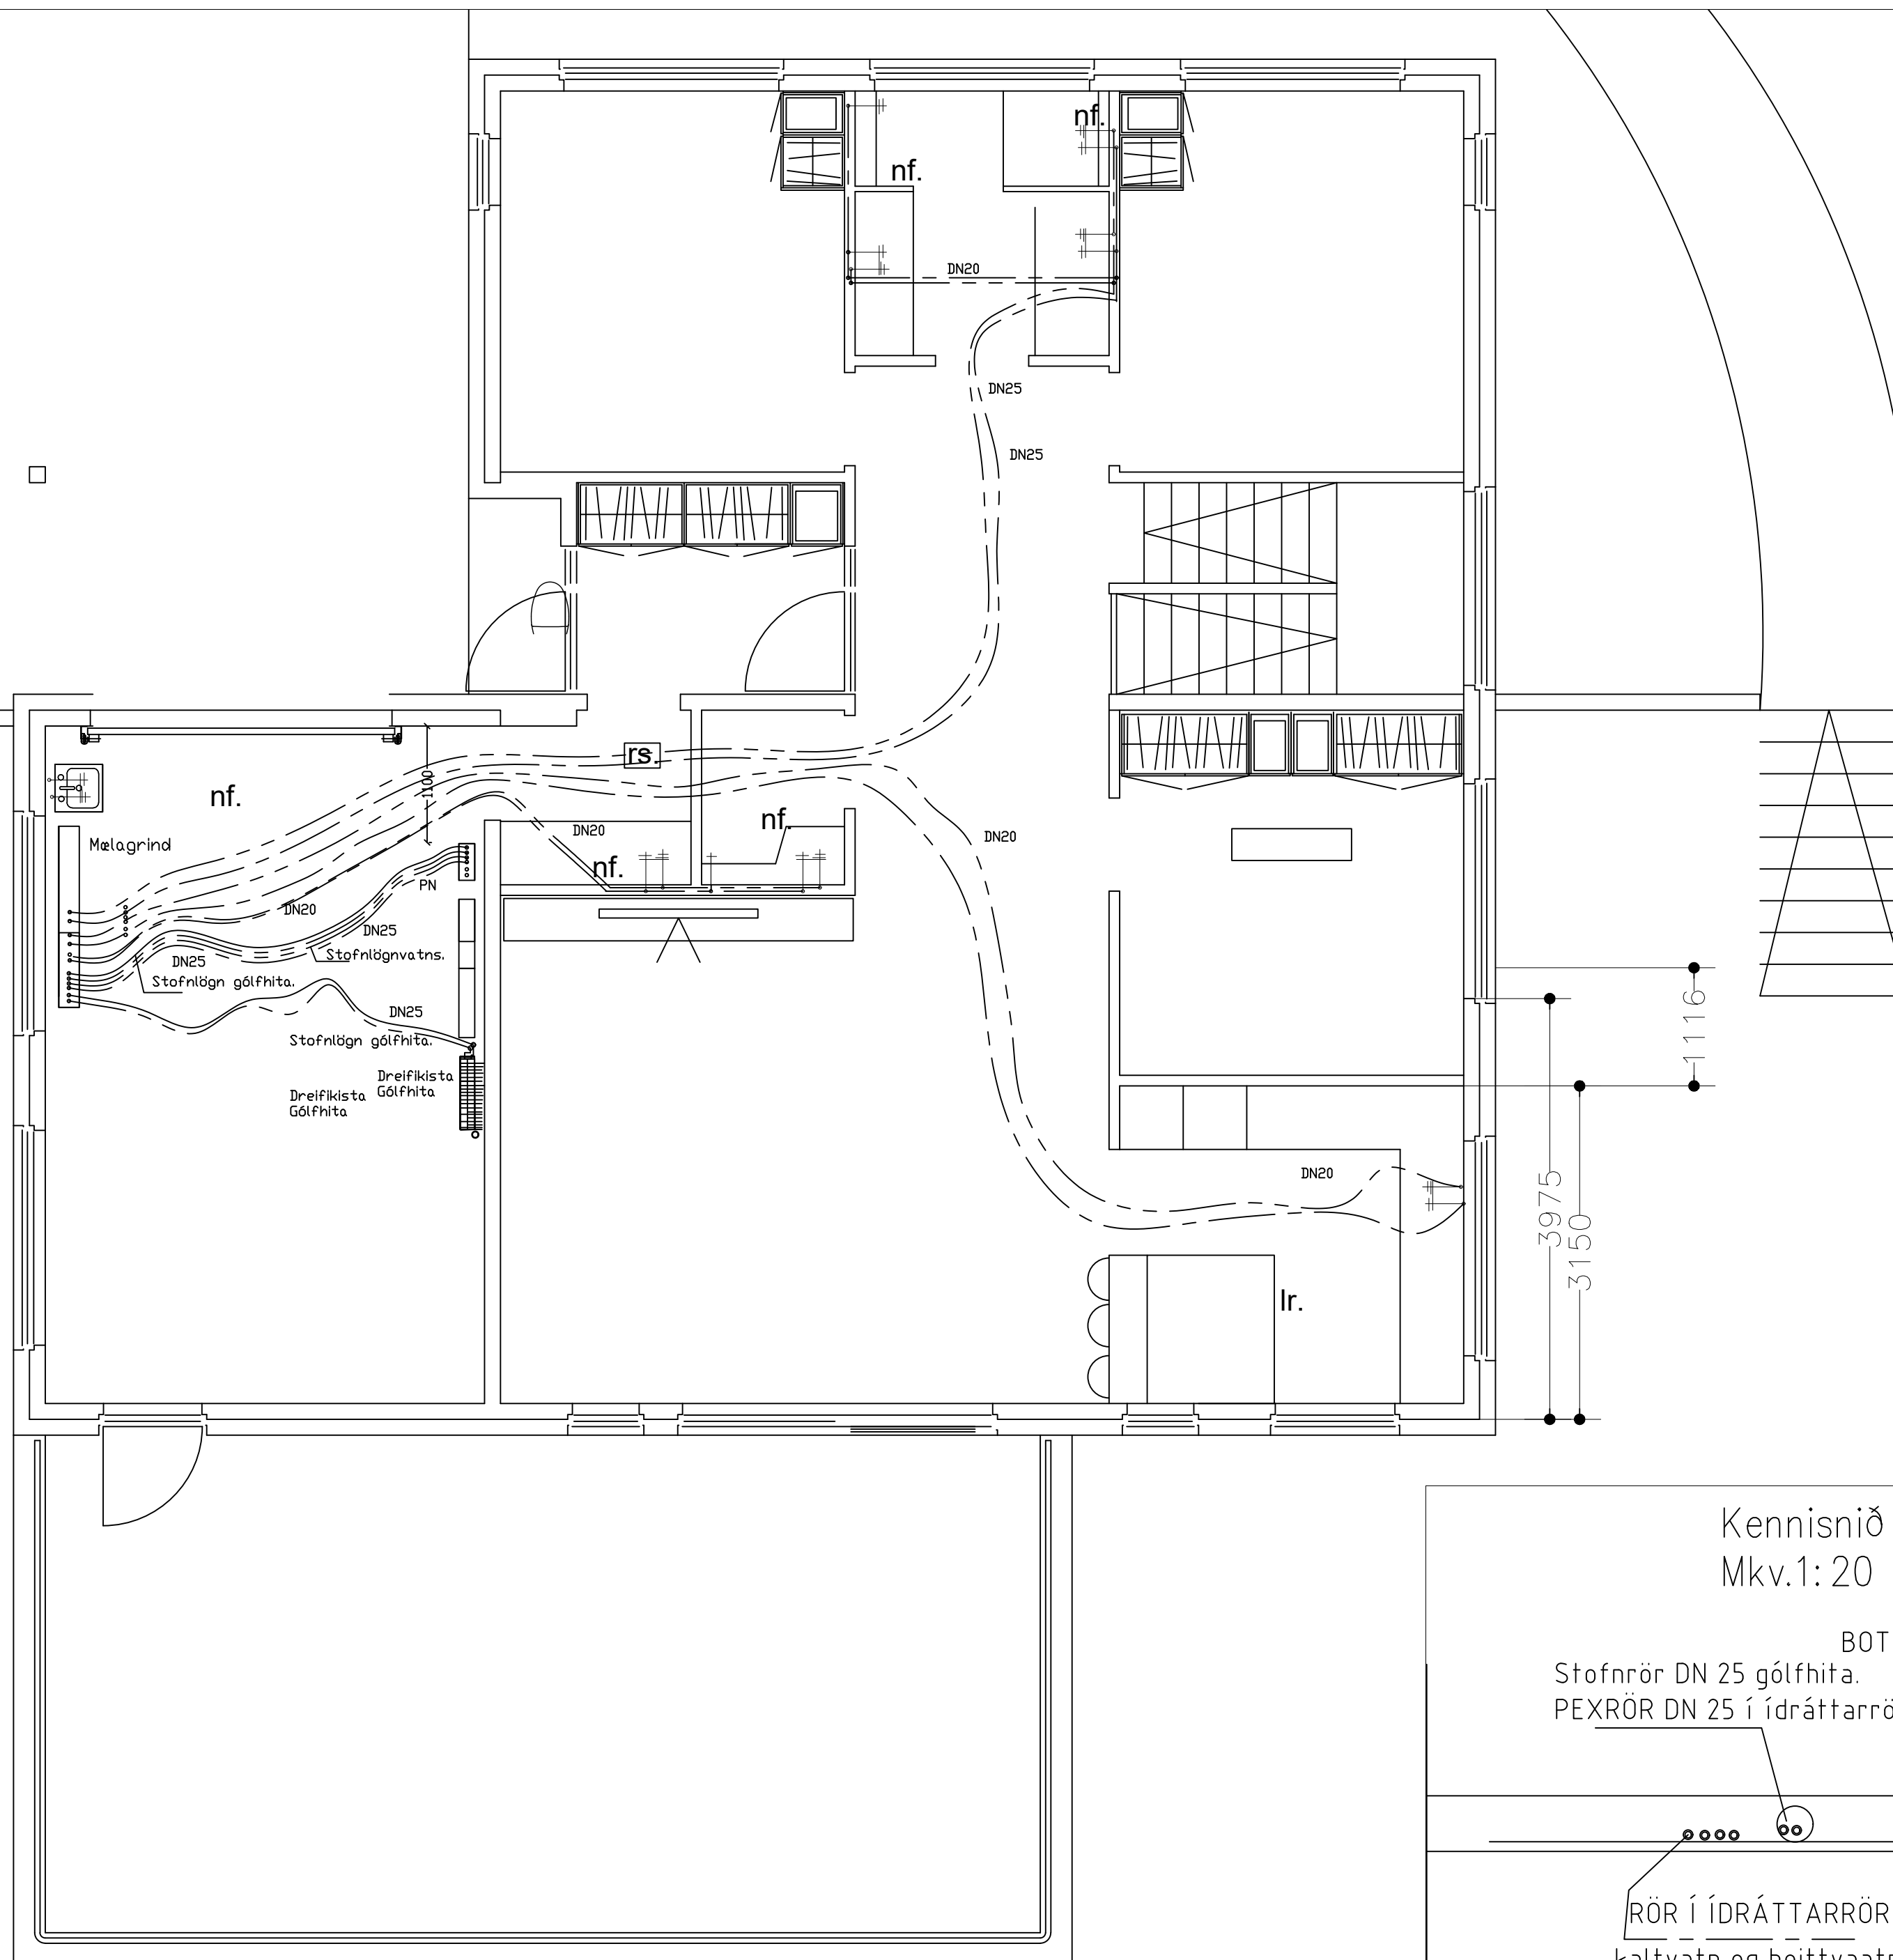 nf.
nf.
DN20
DN25
DN25
rs.
1100
nf.
nf.
DN20
DN20
Mælagrind
nf.
PN
DN20
DN25
Stofnlögnvatns.
DN25
Stofnlögn gólfhita.
DN25
Stofnlögn gólfhita.
Dreifikista
Gólfhita
Dreifikista
Gólfhita
1116
DN20
3975
3150
lr.
Kennisnið
Mkv.1:20
BOT
Stofnrör DN 25 gólfhita.
PEXRÖR DN 25 í ídráttarrö
RÖR Í ÍDRÁTTARRÖR